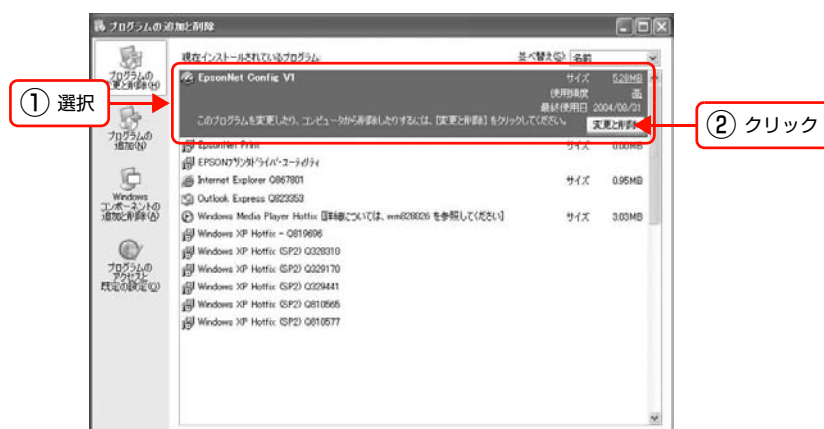 プログラムの追加と削除
現在インストールされているプログラム:
並べ替え(S): 名前
プログラムの
変更と削除(H)
プログラムの
追加(N)
Windows
コンポーネントの
追加と削除(A)
プログラムの
アクセスと
既定の設定(O)
① 選択
EpsonNet Config V1
サイズ 5.28MB
使用頻度 低
最終使用日 2004/08/31
このプログラムを変更したり、コンピュータから削除したりするには、[変更と削除] をクリックしてください。
変更と削除
② クリック
EpsonNet Print サイズ 0.00MB
EPSONプリンタドライバ・ユーティリティ
Internet Explorer Q867801 サイズ 0.95MB
Outlook Express Q823353
Windows Media Player Hotfix [詳細については、wm828026 を参照してください] サイズ 3.03MB
Windows XP Hotfix - Q819696
Windows XP Hotfix (SP2) Q328310
Windows XP Hotfix (SP2) Q329170
Windows XP Hotfix (SP2) Q329441
Windows XP Hotfix (SP2) Q810565
Windows XP Hotfix (SP2) Q810577